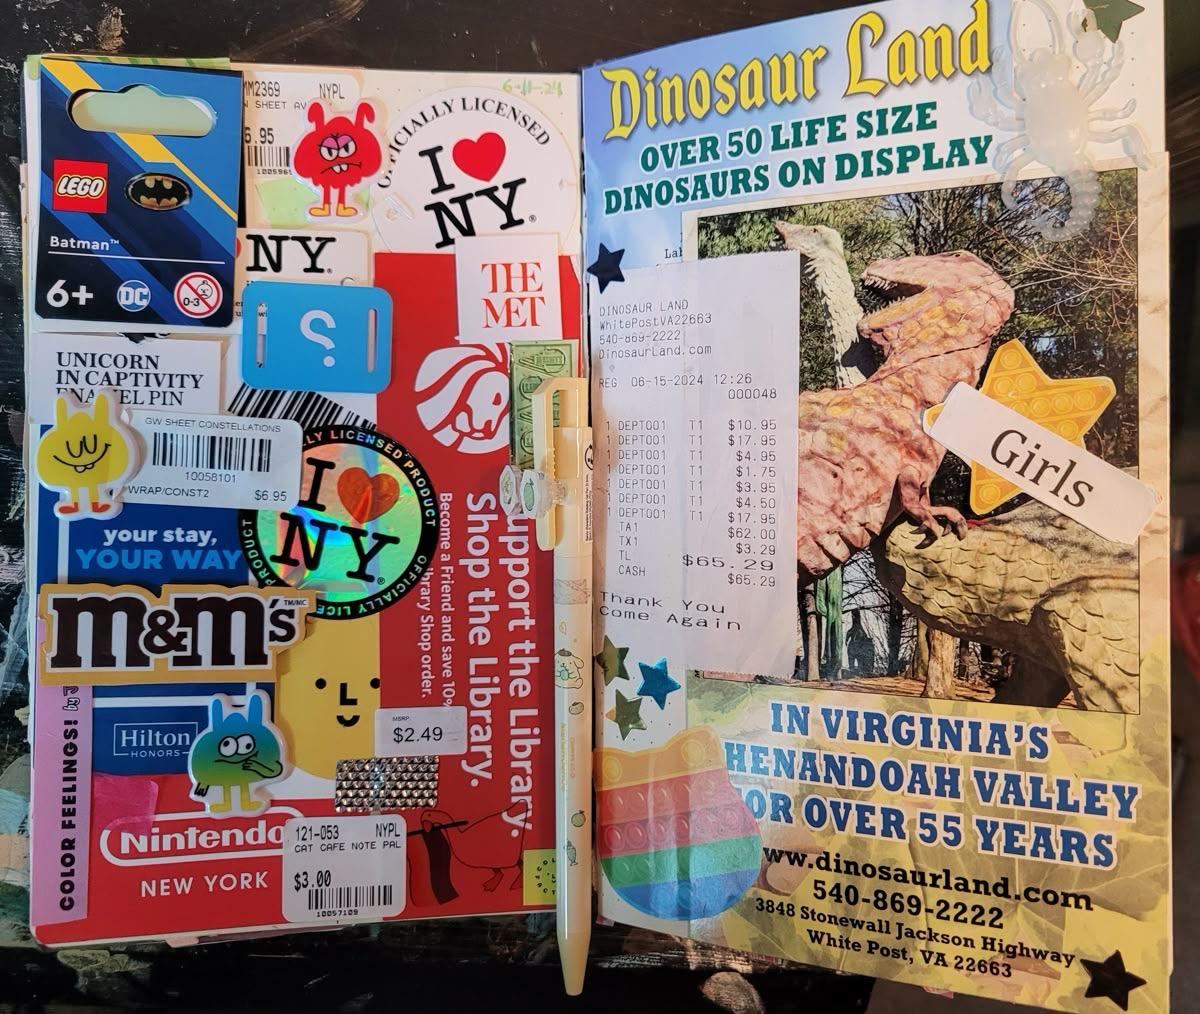 MM2369 NYPL
N SHEET AV
6.95
6-11-24
OFFICIALLY LICENSED
I NY®
LEGO
Batman™
6+
DC
0-3
NY®
?
THE
MET
UNICORN
IN CAPTIVITY
ENAMEL PIN
GW SHEET CONSTELLATIONS
10058101
WRAP/CONST2 $6.95
I NY®
OFFICIALLY LICENSED PRODUCT
your stay,
YOUR WAY
m&m's™/MC
COLOR FEELINGS!
Hilton
HONORS
MSRP.
$2.49
Nintendo
NEW YORK
121-053 NYPL
CAT CAFE NOTE PAL
$3.00
10057109
Support the Library.
Shop the Library.
Become a Friend and save 10%
Library Shop order.
Dinosaur Land
OVER 50 LIFE SIZE
DINOSAURS ON DISPLAY
Lab
DINOSAUR LAND
WhitePostVA22663
540-869-2222
DinosaurLand.com
REG 06-15-2024 12:26
000048
1 DEPT001 T1 $10.95
1 DEPT001 T1 $17.95
1 DEPT001 T1 $4.95
1 DEPT001 T1 $1.75
1 DEPT001 T1 $3.95
1 DEPT001 T1 $4.50
1 DEPT001 T1 $17.95
TA1 $62.00
TX1 $3.29
TL $65.29
CASH $65.29
Thank You
Come Again
Girls
IN VIRGINIA'S
HENANDOAH VALLEY
OR OVER 55 YEARS
www.dinosaurland.com
540-869-2222
3848 Stonewall Jackson Highway
White Post, VA 22663